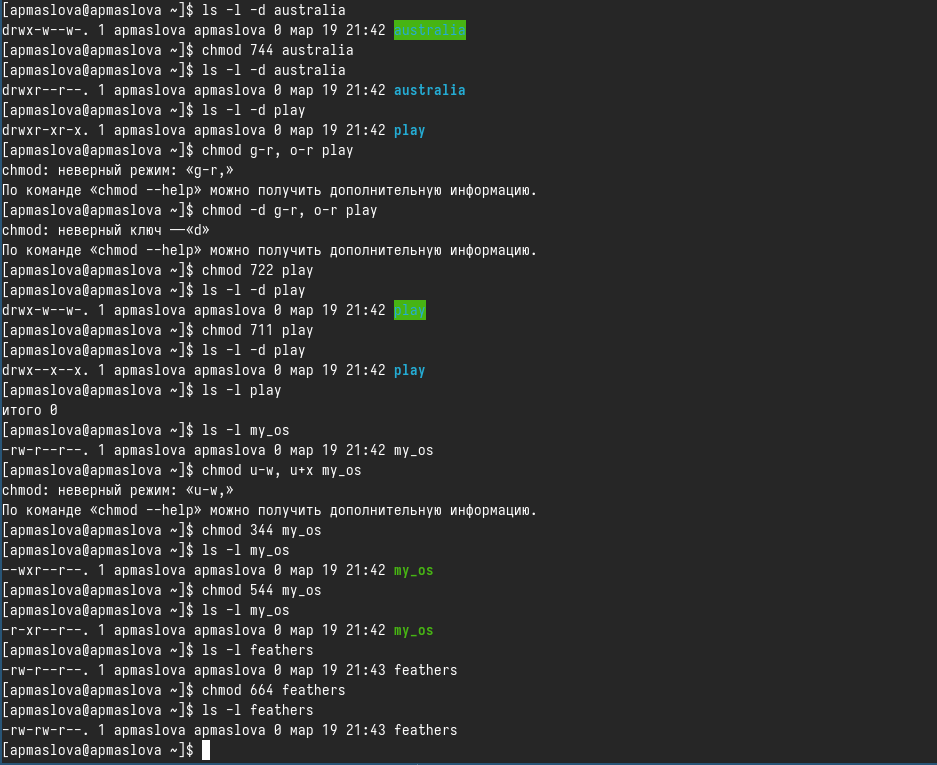 [apmaslova@apmaslova ~]$ ls -l -d australia
drwx-w--w-. 1 apmaslova apmaslova 0 мар 19 21:42 australia
[apmaslova@apmaslova ~]$ chmod 744 australia
[apmaslova@apmaslova ~]$ ls -l -d australia
drwxr--r--. 1 apmaslova apmaslova 0 мар 19 21:42 australia
[apmaslova@apmaslova ~]$ ls -l -d play
drwxr-xr-x. 1 apmaslova apmaslova 0 мар 19 21:42 play
[apmaslova@apmaslova ~]$ chmod g-r, o-r play
chmod: неверный режим: «g-r,»
По команде «chmod --help» можно получить дополнительную информацию.
[apmaslova@apmaslova ~]$ chmod -d g-r, o-r play
chmod: неверный ключ —«d»
По команде «chmod --help» можно получить дополнительную информацию.
[apmaslova@apmaslova ~]$ chmod 722 play
[apmaslova@apmaslova ~]$ ls -l -d play
drwx-w--w-. 1 apmaslova apmaslova 0 мар 19 21:42 play
[apmaslova@apmaslova ~]$ chmod 711 play
[apmaslova@apmaslova ~]$ ls -l -d play
drwx--x--x. 1 apmaslova apmaslova 0 мар 19 21:42 play
[apmaslova@apmaslova ~]$ ls -l play
итого 0
[apmaslova@apmaslova ~]$ ls -l my_os
-rw-r--r--. 1 apmaslova apmaslova 0 мар 19 21:42 my_os
[apmaslova@apmaslova ~]$ chmod u-w, u+x my_os
chmod: неверный режим: «u-w,»
По команде «chmod --help» можно получить дополнительную информацию.
[apmaslova@apmaslova ~]$ chmod 344 my_os
[apmaslova@apmaslova ~]$ ls -l my_os
--wxr--r--. 1 apmaslova apmaslova 0 мар 19 21:42 my_os
[apmaslova@apmaslova ~]$ chmod 544 my_os
[apmaslova@apmaslova ~]$ ls -l my_os
-r-xr--r--. 1 apmaslova apmaslova 0 мар 19 21:42 my_os
[apmaslova@apmaslova ~]$ ls -l feathers
-rw-r--r--. 1 apmaslova apmaslova 0 мар 19 21:43 feathers
[apmaslova@apmaslova ~]$ chmod 664 feathers
[apmaslova@apmaslova ~]$ ls -l feathers
-rw-rw-r--. 1 apmaslova apmaslova 0 мар 19 21:43 feathers
[apmaslova@apmaslova ~]$